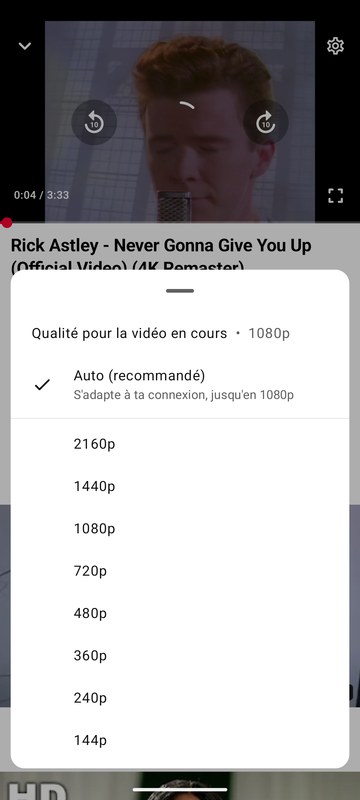 10
10
0:04 / 3:33
Rick Astley - Never Gonna Give You Up
(Official Video) (4K Remaster)
Qualité pour la vidéo en cours • 1080p
Auto (recommandé)
S'adapte à ta connexion, jusqu'en 1080p
2160p
1440p
1080p
720p
480p
360p
240p
144p
HD